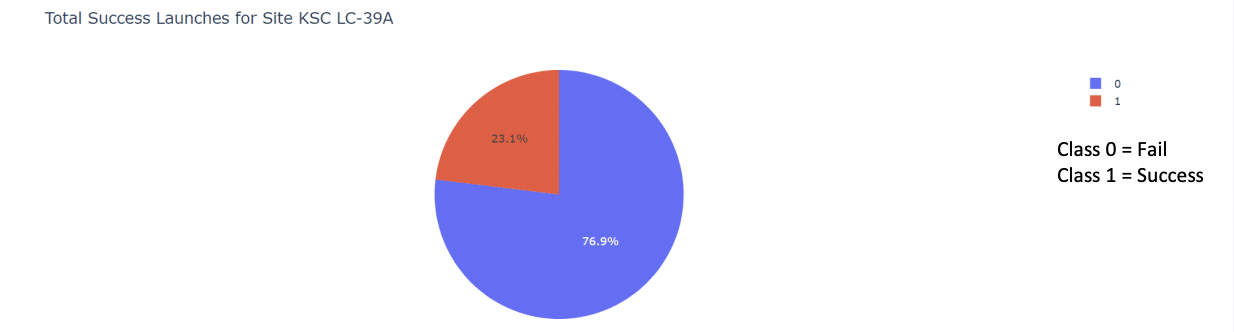 Total Success Launches for Site KSC LC-39A
0
1
23.1%
Class 0 = Fail
Class 1 = Success
76.9%